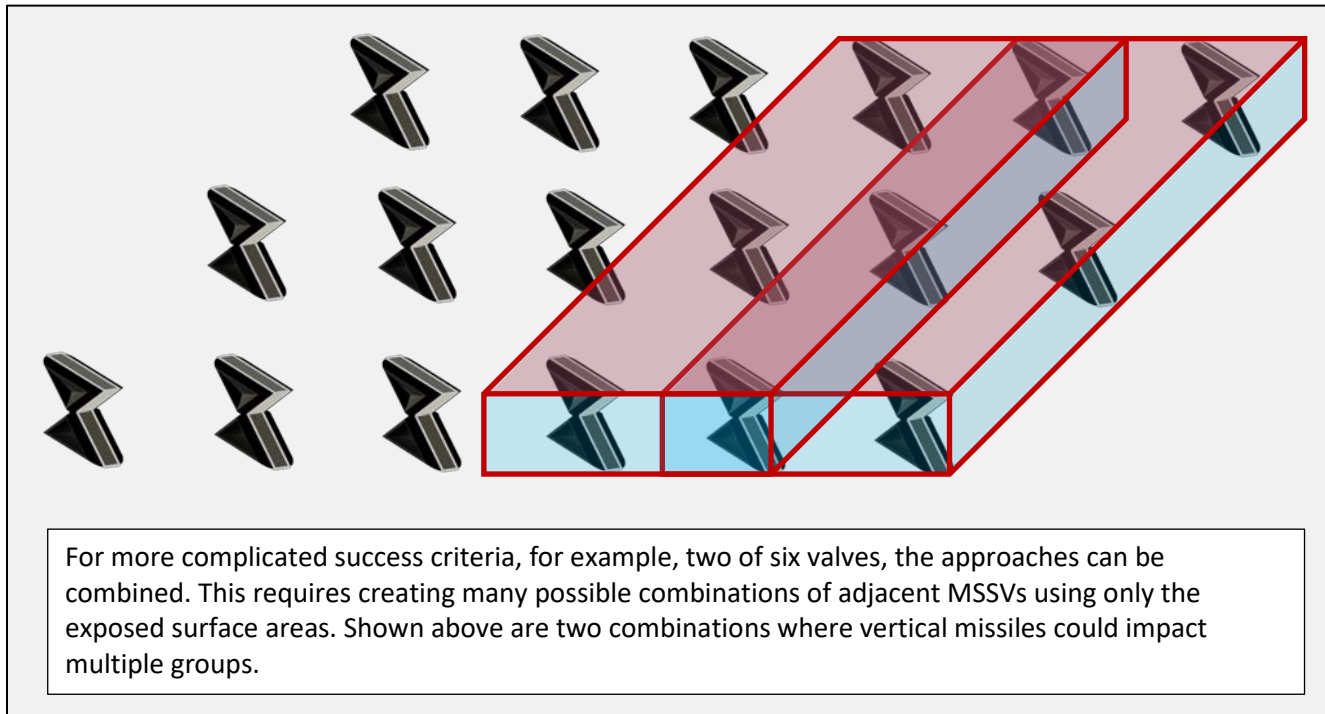 For more complicated success criteria, for example, two of six valves, the approaches can be
combined. This requires creating many possible combinations of adjacent MSSVs using only the
exposed surface areas. Shown above are two combinations where vertical missiles could impact
multiple groups.